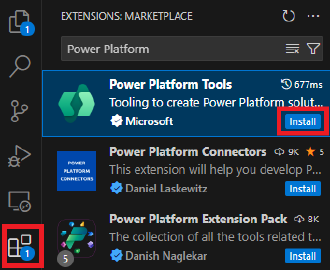 EXTENSIONS: MARKETPLACE
1
Power Platform
Power Platform Tools 677ms
Tooling to create Power Platform solut...
Microsoft Install
POWER
PLATFORM
CONNECTORS
Power Platform Connectors 9K 5
This extension will help you develop P...
Daniel Laskewitz Install
1
Power Platform Extension Pack 8K
The collection of all the tools related t...
5
Danish Naglekar Install